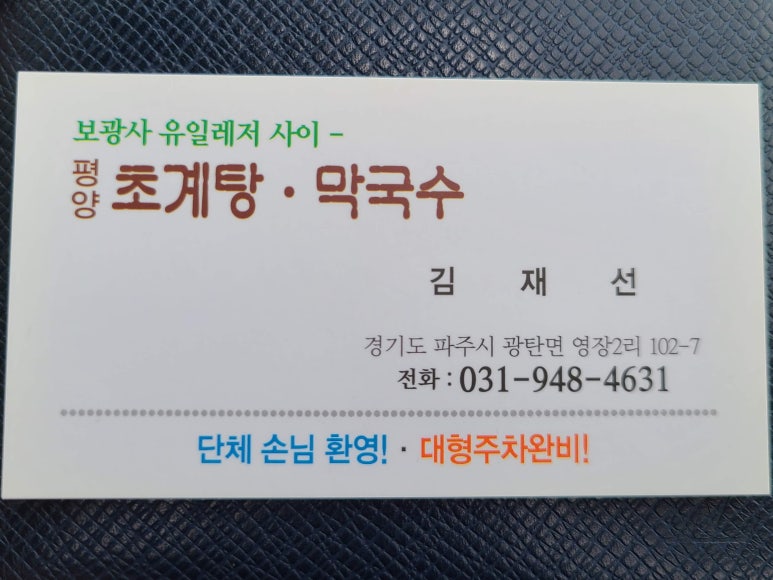 보광사 유일레저 사이 -
평양 초계탕 · 막국수
김 재 선
경기도 파주시 광탄면 영장2리 102-7
전화 : 031-948-4631
단체 손님 환영! · 대형주차완비!